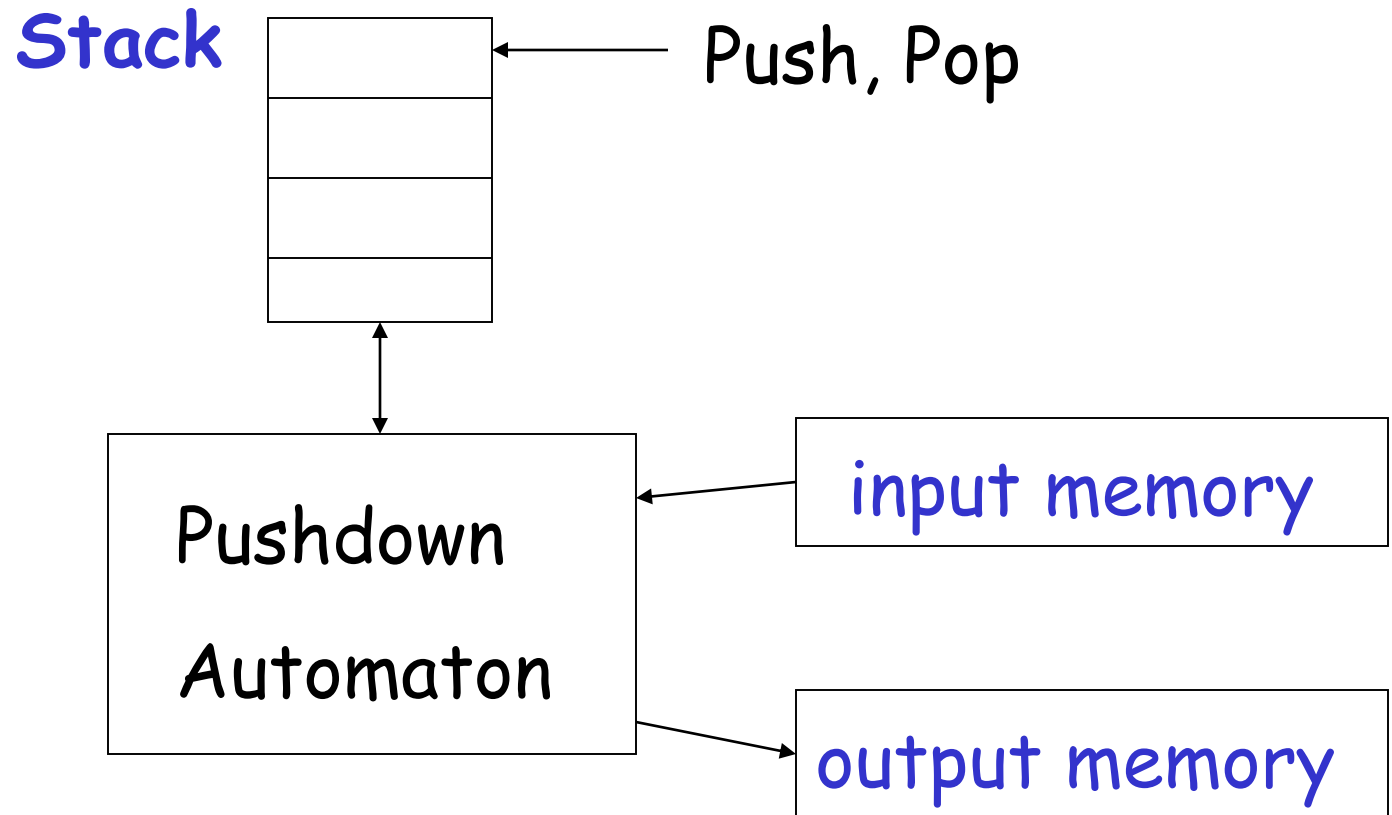 Stack
Push, Pop
input memory
Pushdown
Automaton
output memory